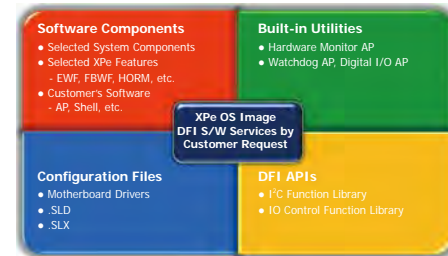 Software Components
● Selected System Components
● Selected XPe Features
- EWF, FBWF, HORM, etc.
● Customer's Software
- AP, Shell, etc.
Built-in Utilities
● Hardware Monitor AP
● Watchdog AP, Digital I/O AP
XPe OS Image
DFI S/W Services by
Customer Request
Configuration Files
● Motherboard Drivers
● .SLD
● .SLX
DFI APIs
● I²C Function Library
● IO Control Function Library